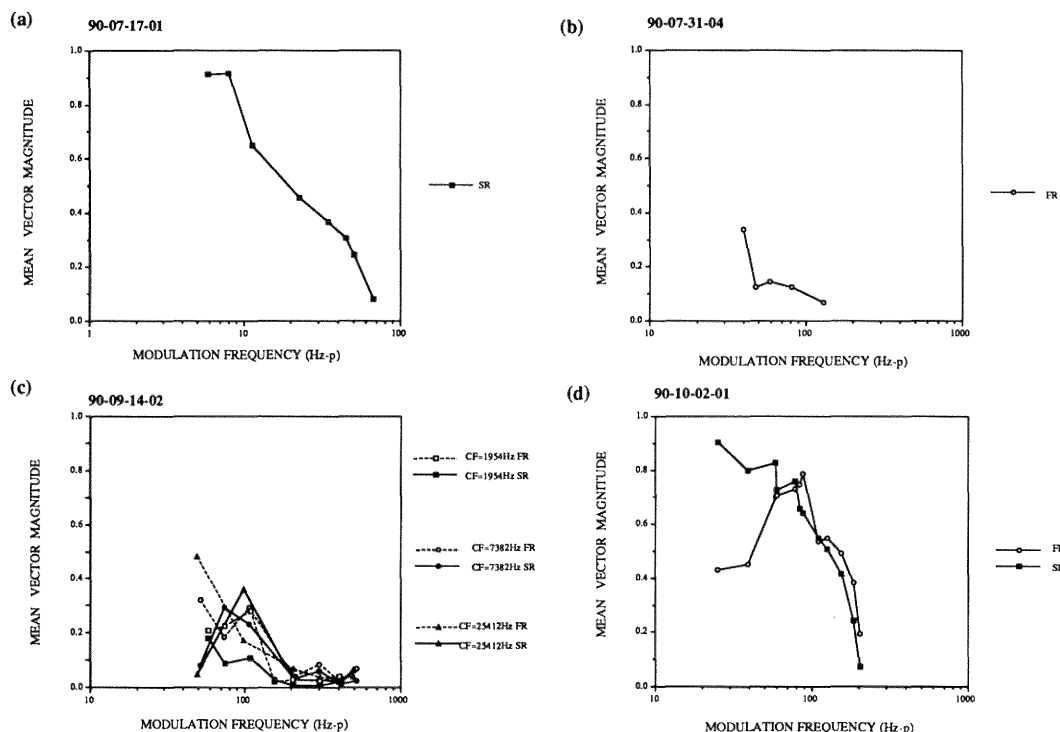 (a)
90-07-17-01
1.0
0.8
0.6
0.4
0.2
0.0
1
10
100
MEAN VECTOR MAGNITUDE
MODULATION FREQUENCY (Hz-p)
SR
(b)
90-07-31-04
1.0
0.8
0.6
0.4
0.2
0.0
10
100
1000
MEAN VECTOR MAGNITUDE
MODULATION FREQUENCY (Hz-p)
FR
(c)
90-09-14-02
1.0
0.8
0.6
0.4
0.2
0.0
10
100
1000
MEAN VECTOR MAGNITUDE
MODULATION FREQUENCY (Hz-p)
CF=1954Hz FR
CF=1954Hz SR
CF=7382Hz FR
CF=7382Hz SR
CF=25412Hz FR
CF=25412Hz SR
(d)
90-10-02-01
1.0
0.8
0.6
0.4
0.2
0.0
10
100
1000
MEAN VECTOR MAGNITUDE
MODULATION FREQUENCY (Hz-p)